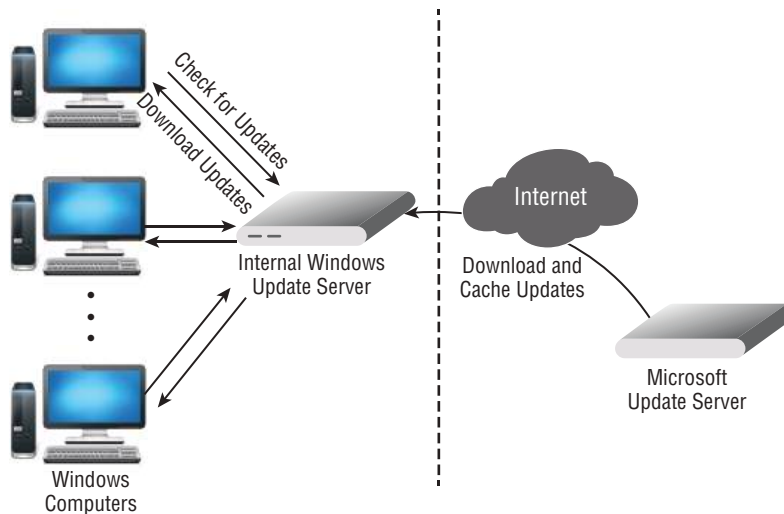 Check for Updates
Download Updates
Internal Windows
Update Server
Internet
Download and
Cache Updates
Microsoft
Update Server
Windows
Computers